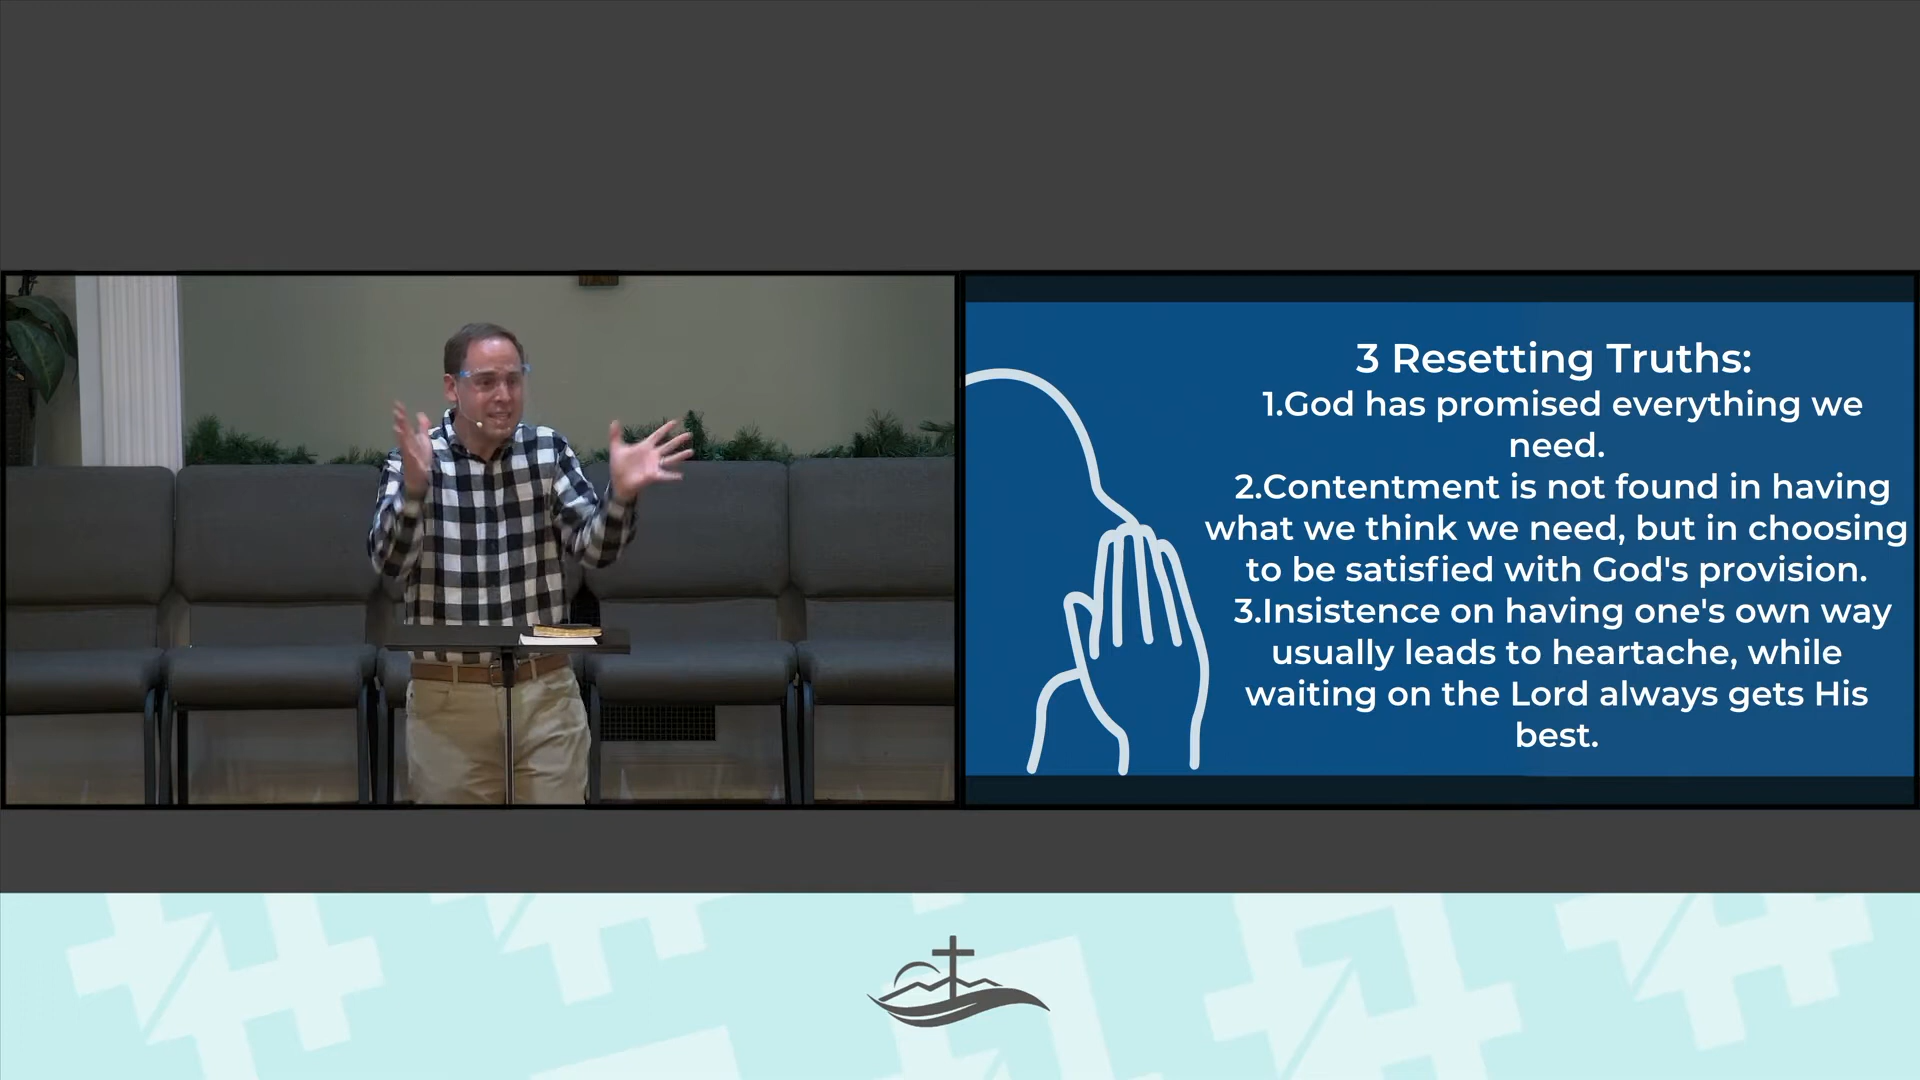 3 Resetting Truths:
1.God has promised everything we
need.
2.Contentment is not found in having
what we think we need, but in choosing
to be satisfied with God's provision.
3.Insistence on having one's own way
usually leads to heartache, while
waiting on the Lord always gets His
best.